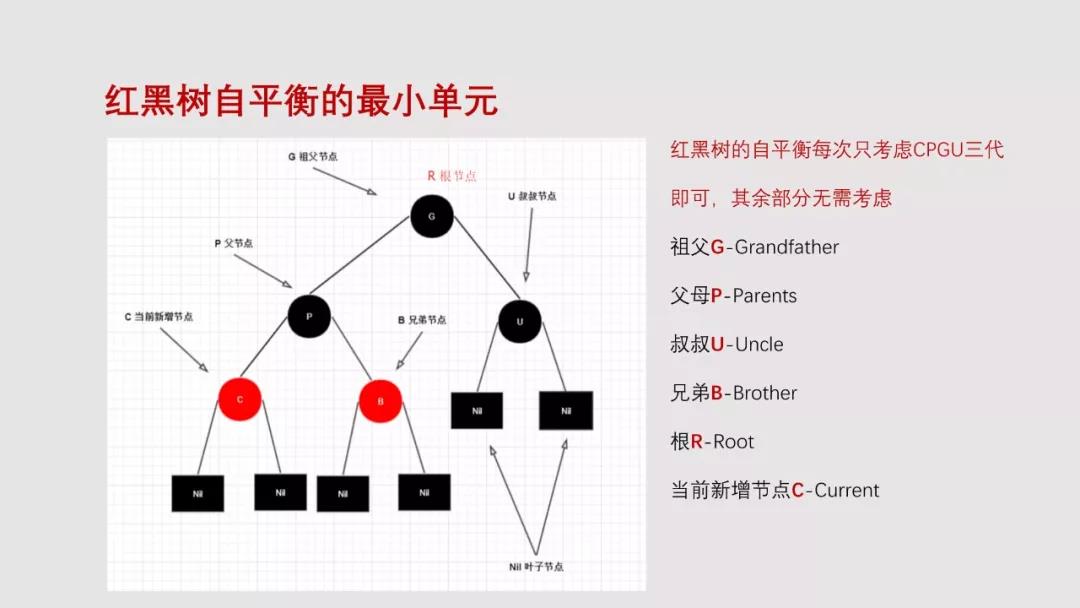 红黑树自平衡的最小单元
G 祖父节点
R 根节点
U 叔叔节点
G
P 父节点
P
U
C 当前新增节点
B 兄弟节点
C
B
Nil
Nil
Nil
Nil
Nil
Nil
Nil 叶子节点
红黑树的自平衡每次只考虑CPGU三代
即可，其余部分无需考虑
祖父G-Grandfather
父母P-Parents
叔叔U-Uncle
兄弟B-Brother
根R-Root
当前新增节点C-Current